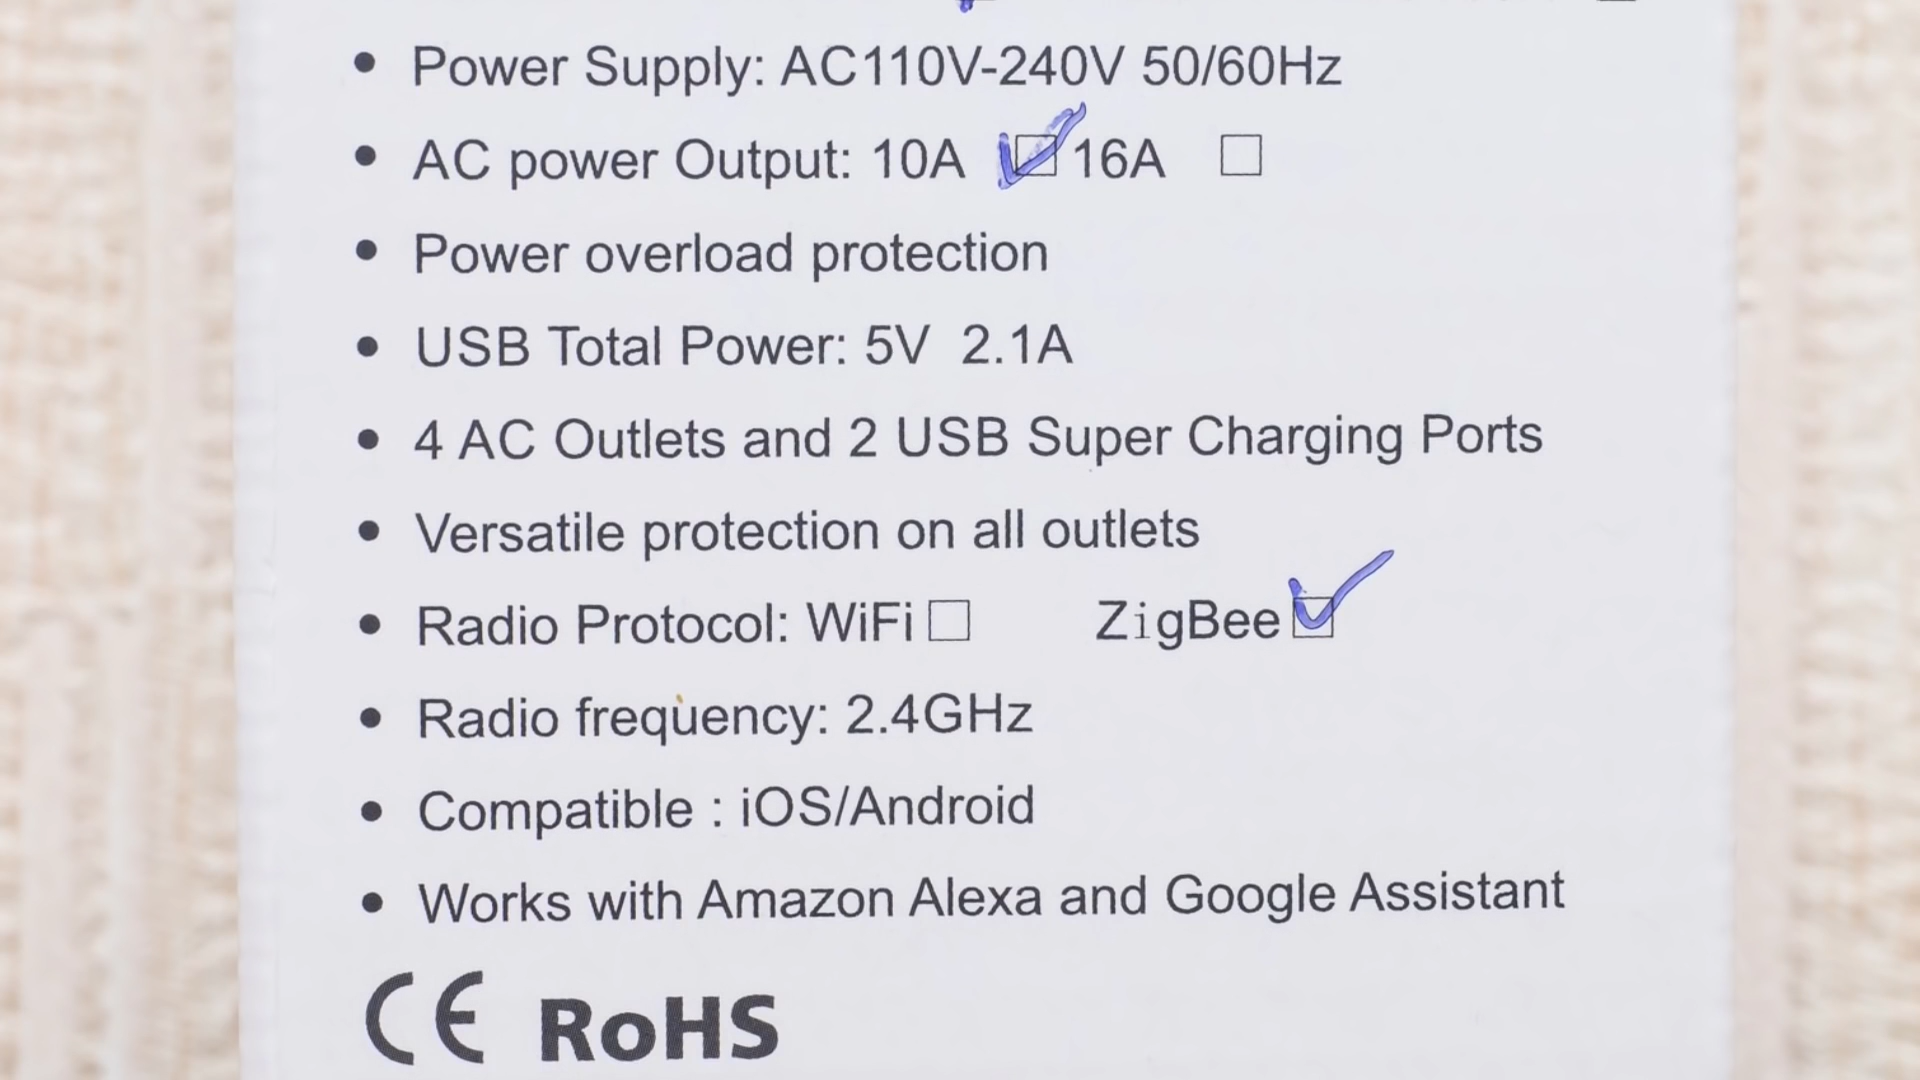 • Power Supply: AC110V-240V 50/60Hz
• AC power Output: 10A ☑ 16A ☐
• Power overload protection
• USB Total Power: 5V 2.1A
• 4 AC Outlets and 2 USB Super Charging Ports
• Versatile protection on all outlets
• Radio Protocol: WiFi ☐ ZigBee ☑
• Radio frequency: 2.4GHz
• Compatible : iOS/Android
• Works with Amazon Alexa and Google Assistant
CE RoHS